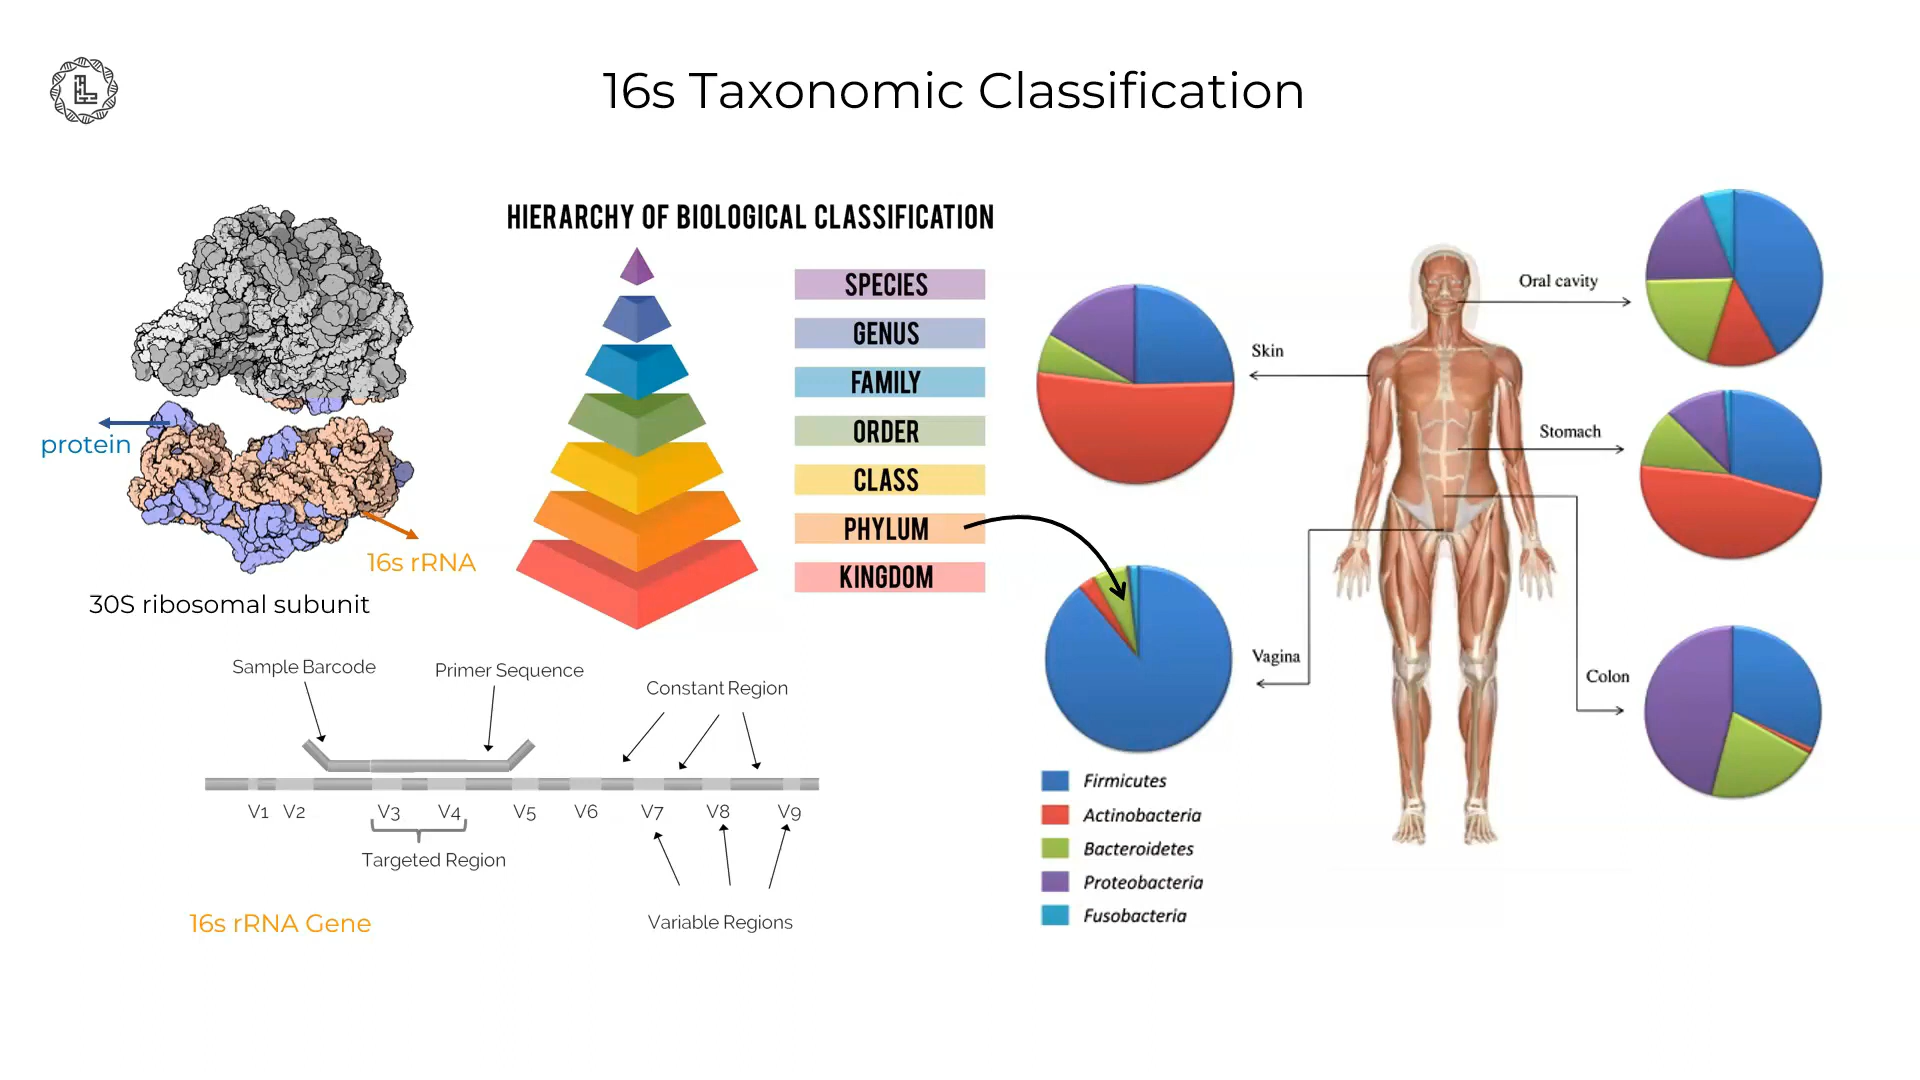 16s Taxonomic Classification
protein
16s rRNA
30S ribosomal subunit
HIERARCHY OF BIOLOGICAL CLASSIFICATION
SPECIES
GENUS
FAMILY
ORDER
CLASS
PHYLUM
KINGDOM
Sample Barcode
Primer Sequence
Constant Region
V1 V2 V3 V4 V5 V6 V7 V8 V9
Targeted Region
Variable Regions
16s rRNA Gene
Skin
Oral cavity
Stomach
Vagina
Colon
Firmicutes
Actinobacteria
Bacteroidetes
Proteobacteria
Fusobacteria